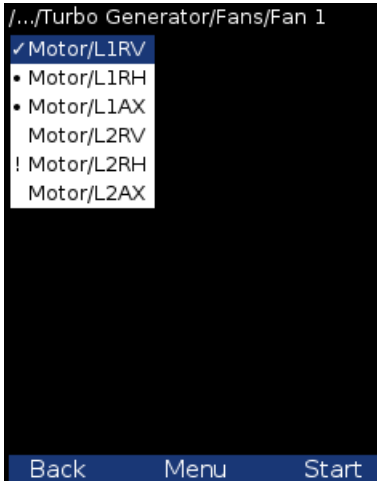 /.../Turbo Generator/Fans/Fan 1
✓Motor/L1RV
• Motor/L1RH
• Motor/L1AX
Motor/L2RV
! Motor/L2RH
Motor/L2AX
Back Menu Start